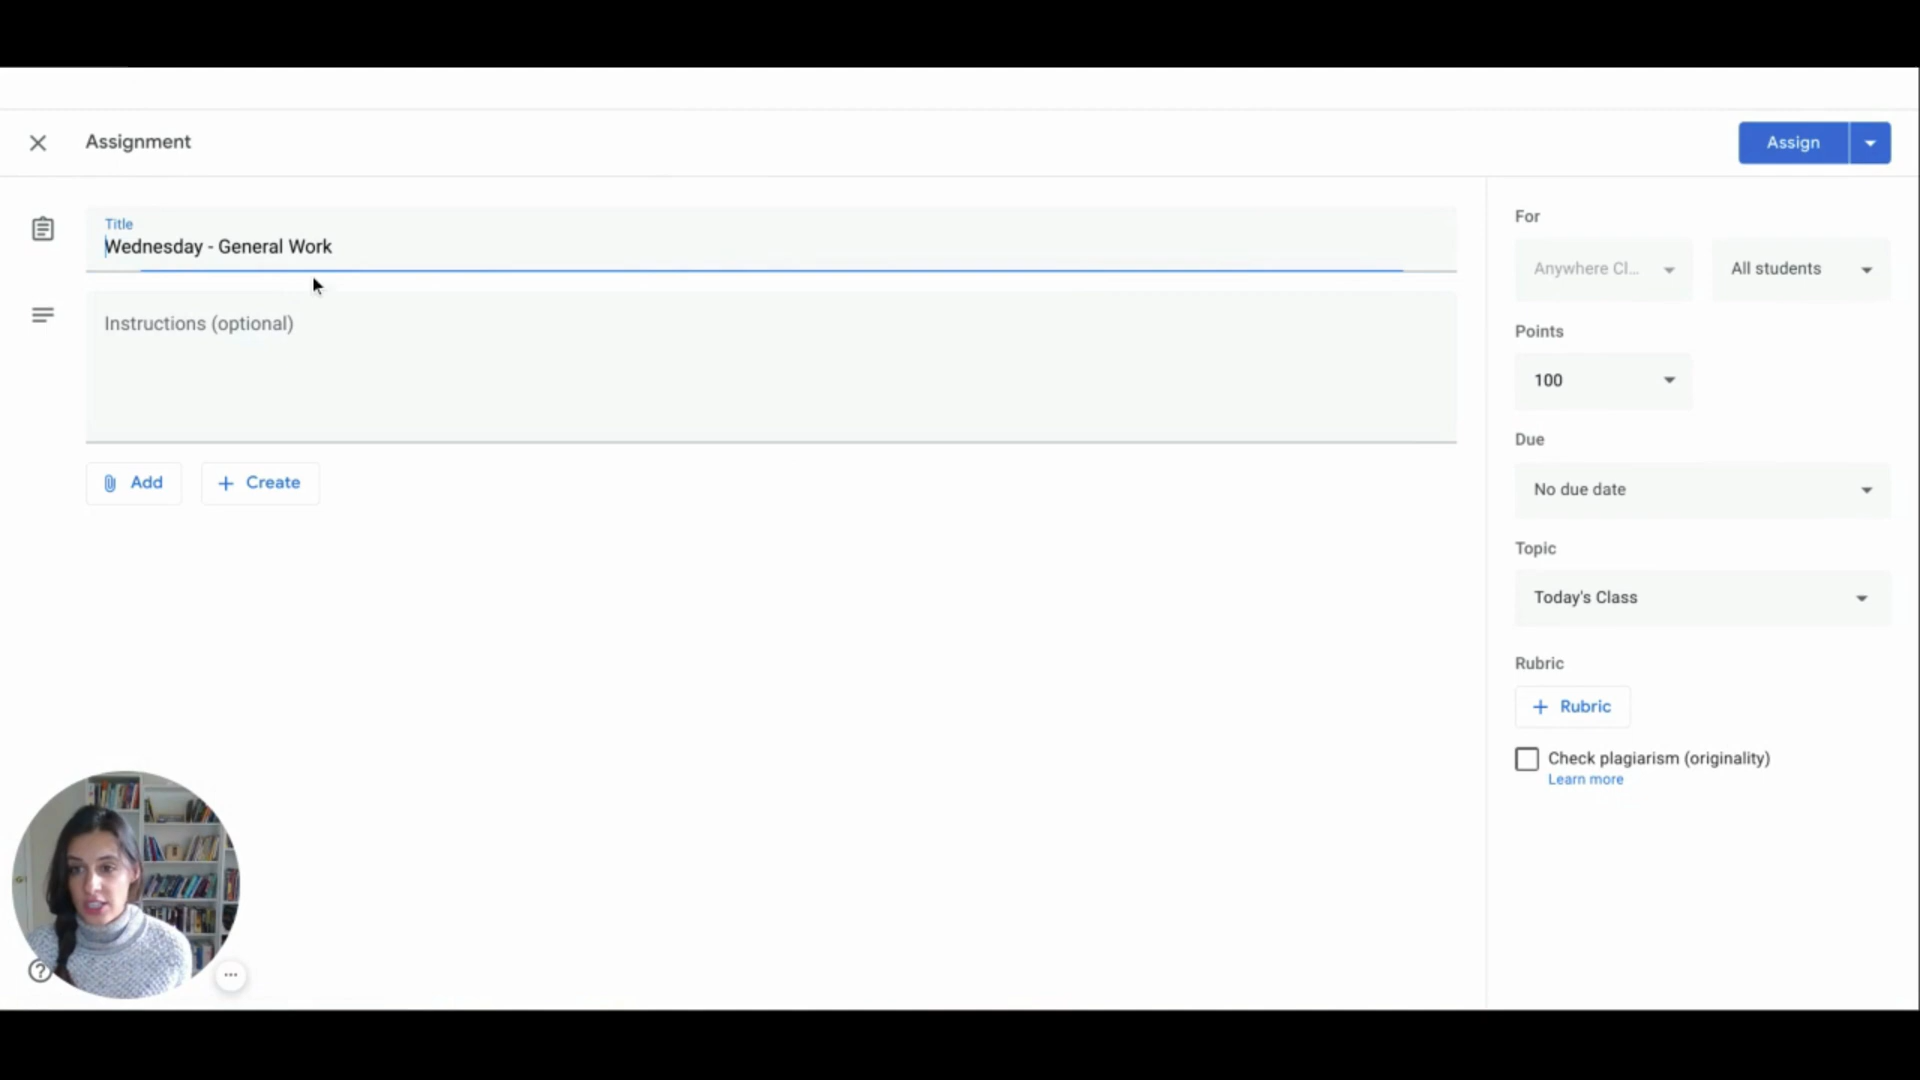 Assignment
Assign
Title
Wednesday - General Work
Instructions (optional)
Add
Create
For
Anywhere Cl...
All students
Points
100
Due
No due date
Topic
Today's Class
Rubric
Rubric
Check plagiarism (originality)
Learn more